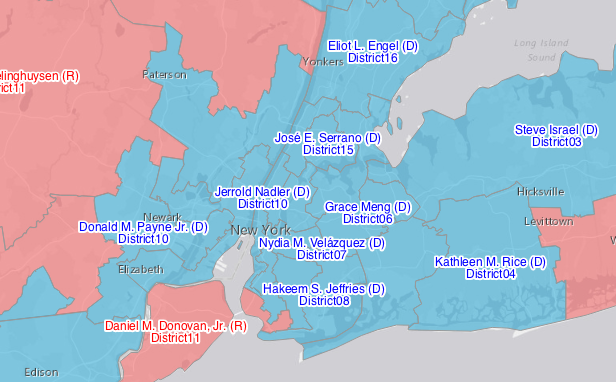 Eliot L. Engel (D)
District16
Long Island
Sound
Yonkers
elinghuysen (R)
rict11
Paterson
José E. Serrano (D)
District15
Steve Israel (D)
District03
Jerrold Nadler (D)
District10
Hicksville
Grace Meng (D)
District06
Levittown
Newark
Donald M. Payne Jr. (D)
District10
New York
Nydia M. Velázquez (D)
District07
W
Elizabeth
Kathleen M. Rice (D)
District04
Hakeem S. Jeffries (D)
District08
Daniel M. Donovan, Jr. (R)
District11
Edison